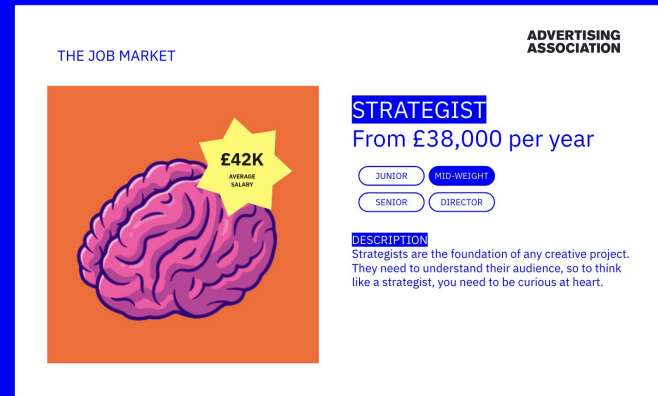 ADVERTISING
ASSOCIATION
THE JOB MARKET
£42K
AVERAGE
SALARY
STRATEGIST
From £38,000 per year
JUNIOR
MID-WEIGHT
SENIOR
DIRECTOR
DESCRIPTION
Strategists are the foundation of any creative project.
They need to understand their audience, so to think
like a strategist, you need to be curious at heart.